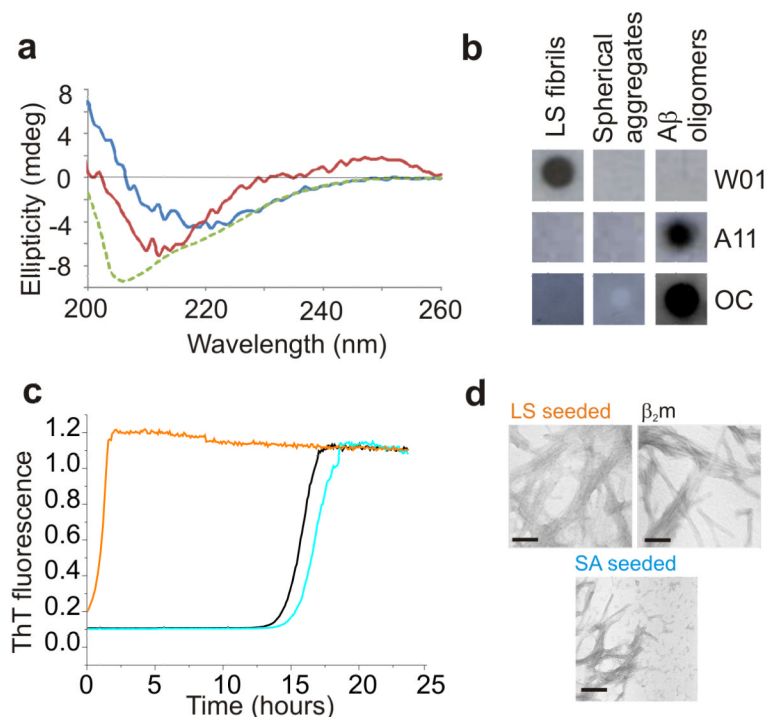 a
8
4
0
-4
-8
Ellipticity (mdeg)
200 220 240 260
Wavelength (nm)
b
LS fibrils
Spherical
aggregates
Aβ
oligomers
W01
A11
OC
c
1.2
1.0
0.8
0.6
0.4
0.2
0.0
ThT fluorescence
0 5 10 15 20 25
Time (hours)
d
LS seeded β₂m
SA seeded